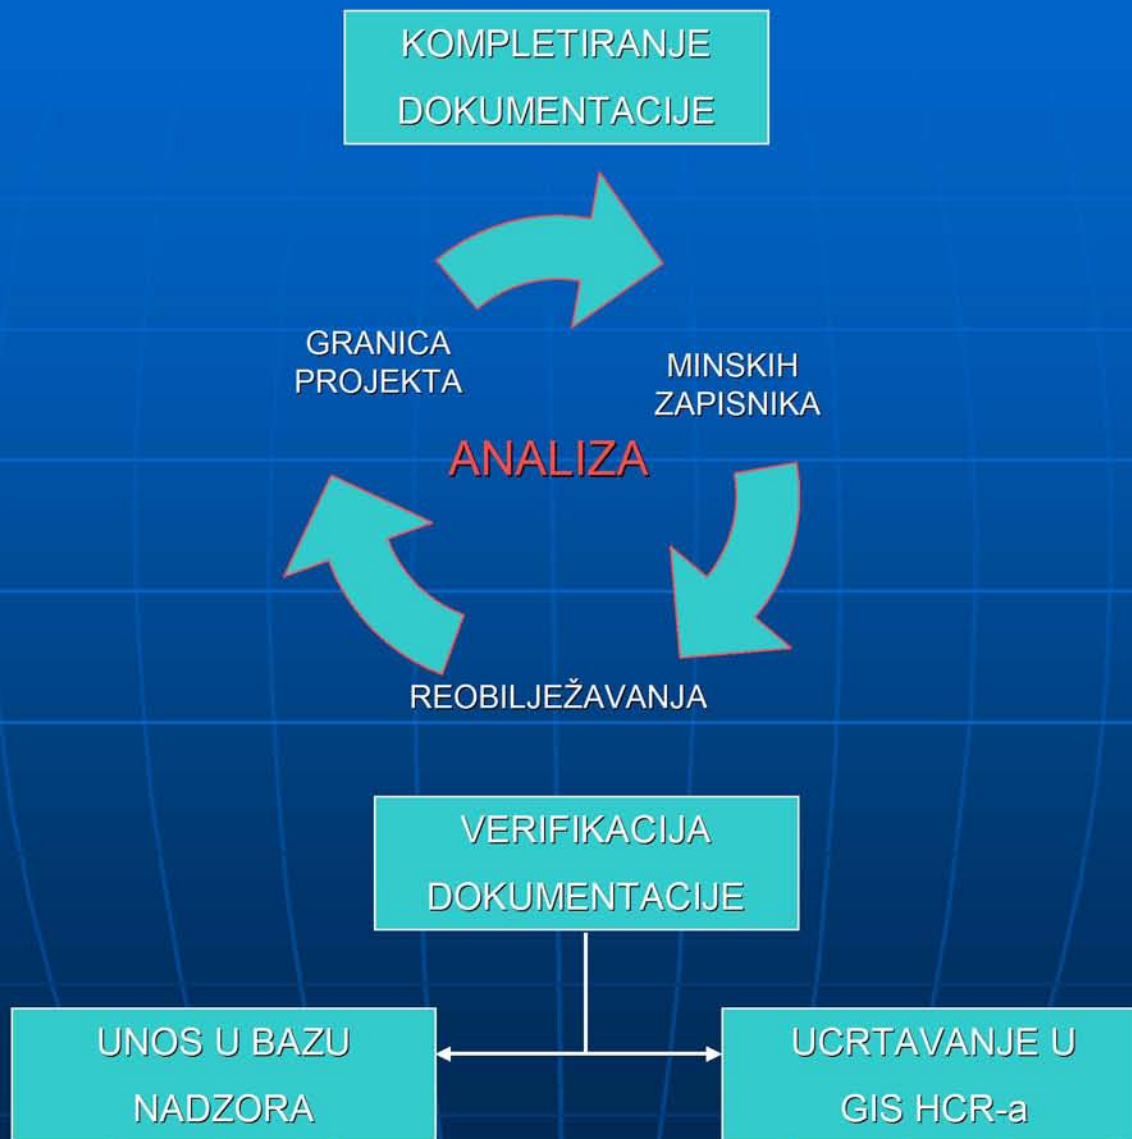 KOMPLETIRANJE
DOKUMENTACIJE
GRANICA
PROJEKTA
MINSKIH
ZAPISNIKA
ANALIZA
REOBILJEŽAVANJA
VERIFIKACIJA
DOKUMENTACIJE
UNOS U BAZU
NADZORA
UCRTAVANJE U
GIS HCR-a